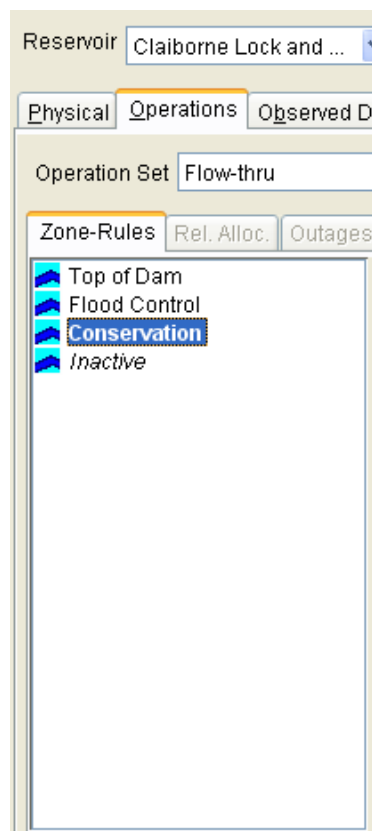 Reservoir Claiborne Lock and ...
Physical Operations Observed D
Operation Set Flow-thru
Zone-Rules Rel. Alloc. Outages
Top of Dam
Flood Control
Conservation
Inactive